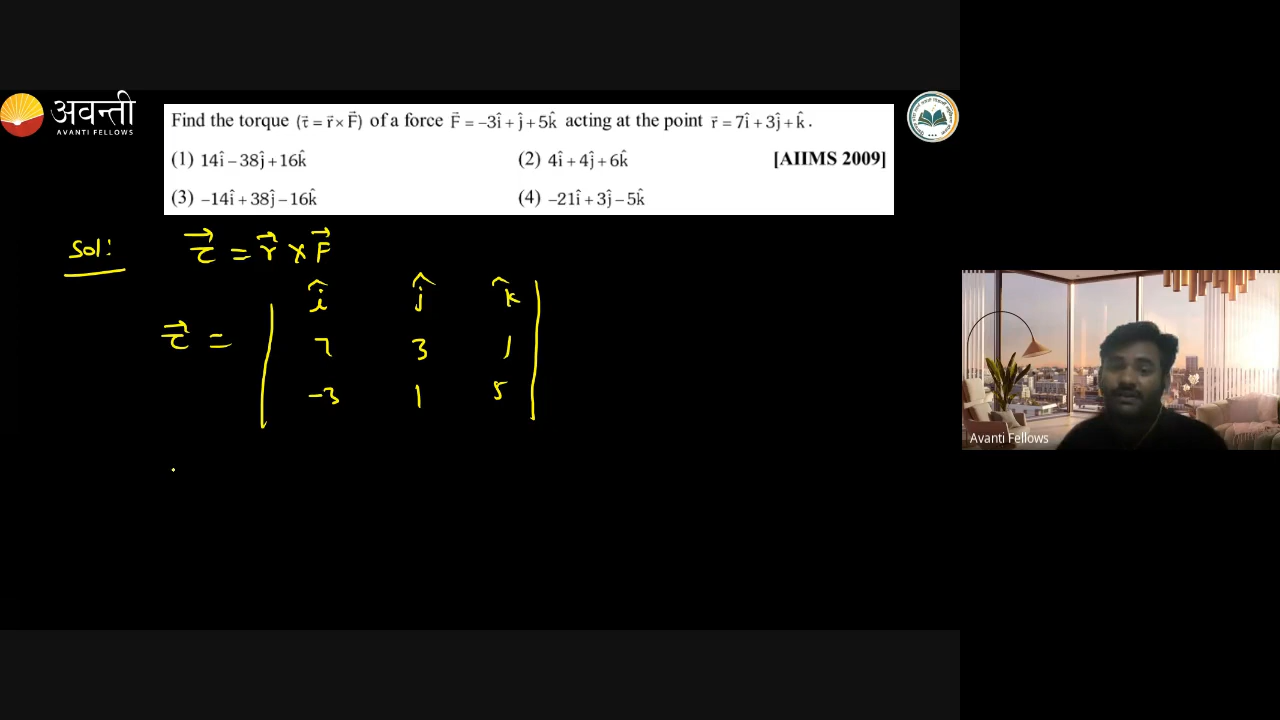 अवन्ती
AVANTI FELLOWS
Find the torque (τ⃗ = r⃗ × F⃗) of a force F⃗ = −3î + ĵ + 5k̂ acting at the point r⃗ = 7î + 3ĵ + k̂.
(1) 14î − 38ĵ + 16k̂ (2) 4î + 4ĵ + 6k̂ [AIIMS 2009]
(3) −14î + 38ĵ − 16k̂ (4) −21î + 3ĵ − 5k̂
Sol: τ⃗ = r⃗ × F⃗
î ĵ k̂
τ⃗ = | 7 3 1 |
-3 1 5
Avanti Fellows